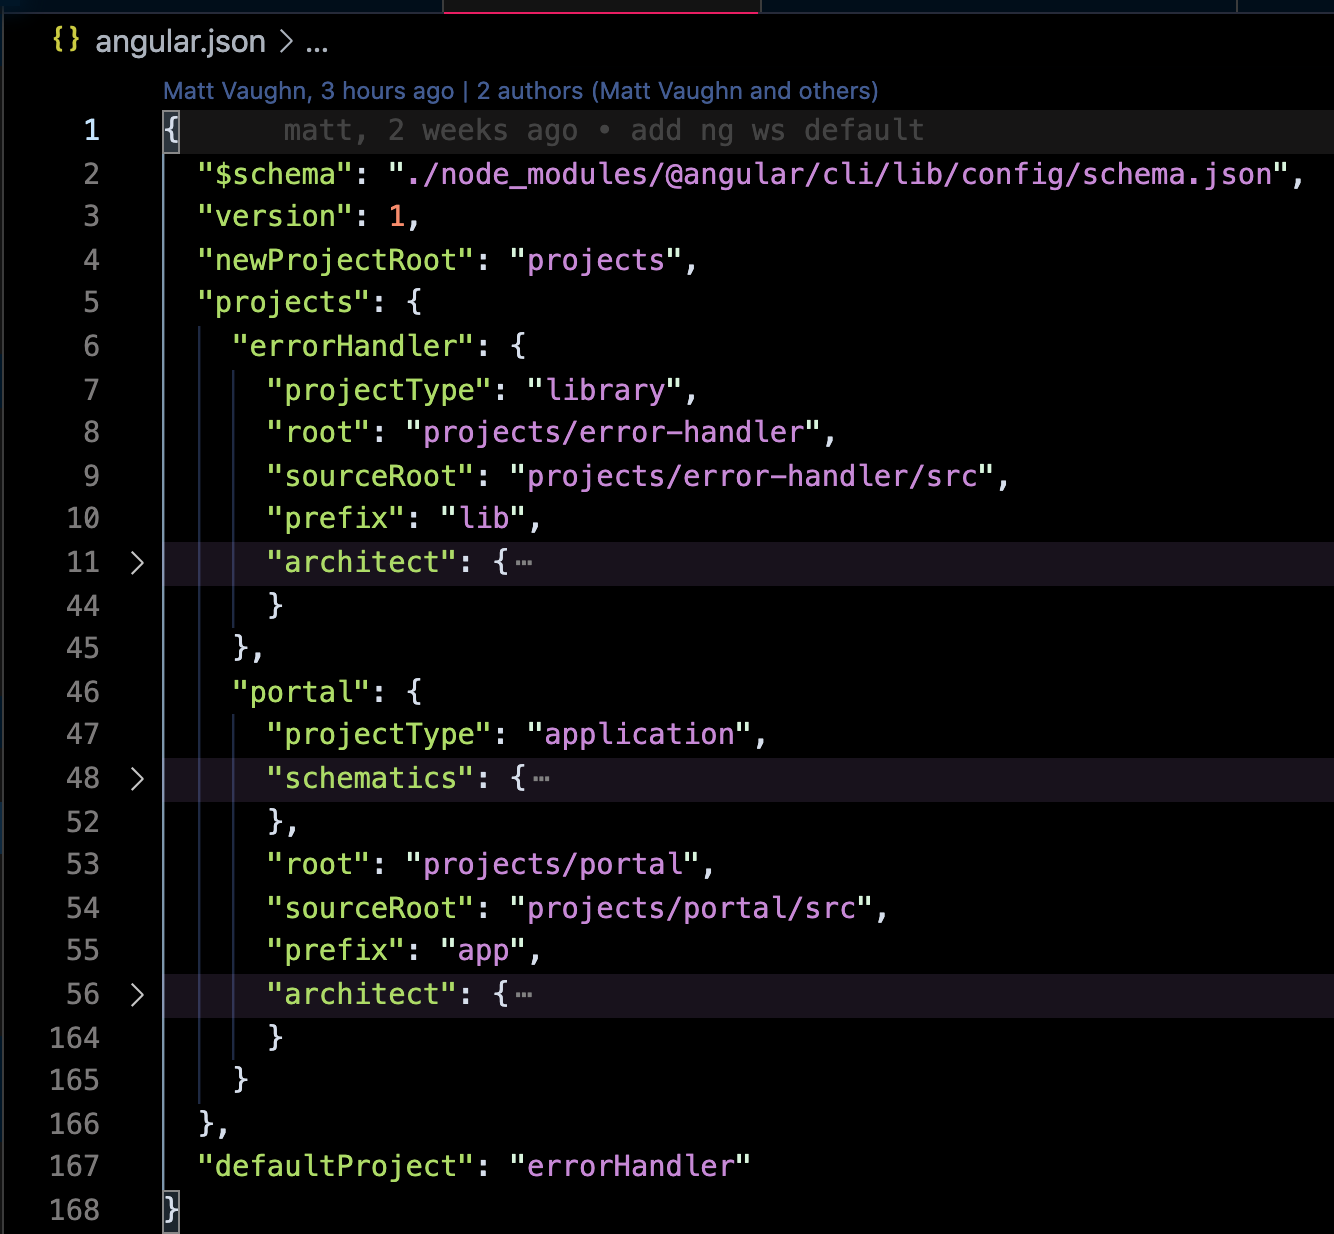 {} angular.json > ...
Matt Vaughn, 3 hours ago | 2 authors (Matt Vaughn and others)
1 { matt, 2 weeks ago • add ng ws default
2 "$schema": "./node_modules/@angular/cli/lib/config/schema.json",
3 "version": 1,
4 "newProjectRoot": "projects",
5 "projects": {
6 "errorHandler": {
7 "projectType": "library",
8 "root": "projects/error-handler",
9 "sourceRoot": "projects/error-handler/src",
10 "prefix": "lib",
11 > "architect": {⋯
44 }
45 },
46 "portal": {
47 "projectType": "application",
48 > "schematics": {⋯
52 },
53 "root": "projects/portal",
54 "sourceRoot": "projects/portal/src",
55 "prefix": "app",
56 > "architect": {⋯
164 }
165 }
166 },
167 "defaultProject": "errorHandler"
168 }